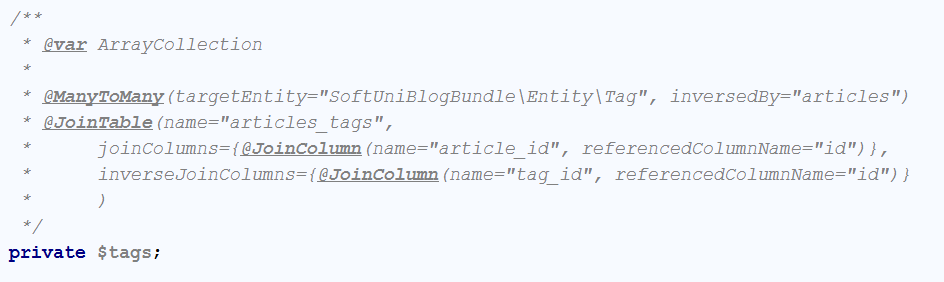 /**
 * @var ArrayCollection
 *
 * @ManyToMany(targetEntity="SoftUniBlogBundle\Entity\Tag", inversedBy="articles")
 * @JoinTable(name="articles_tags",
 *      joinColumns={@JoinColumn(name="article_id", referencedColumnName="id")},
 *      inverseJoinColumns={@JoinColumn(name="tag_id", referencedColumnName="id")}
 *      )
 */
private $tags;